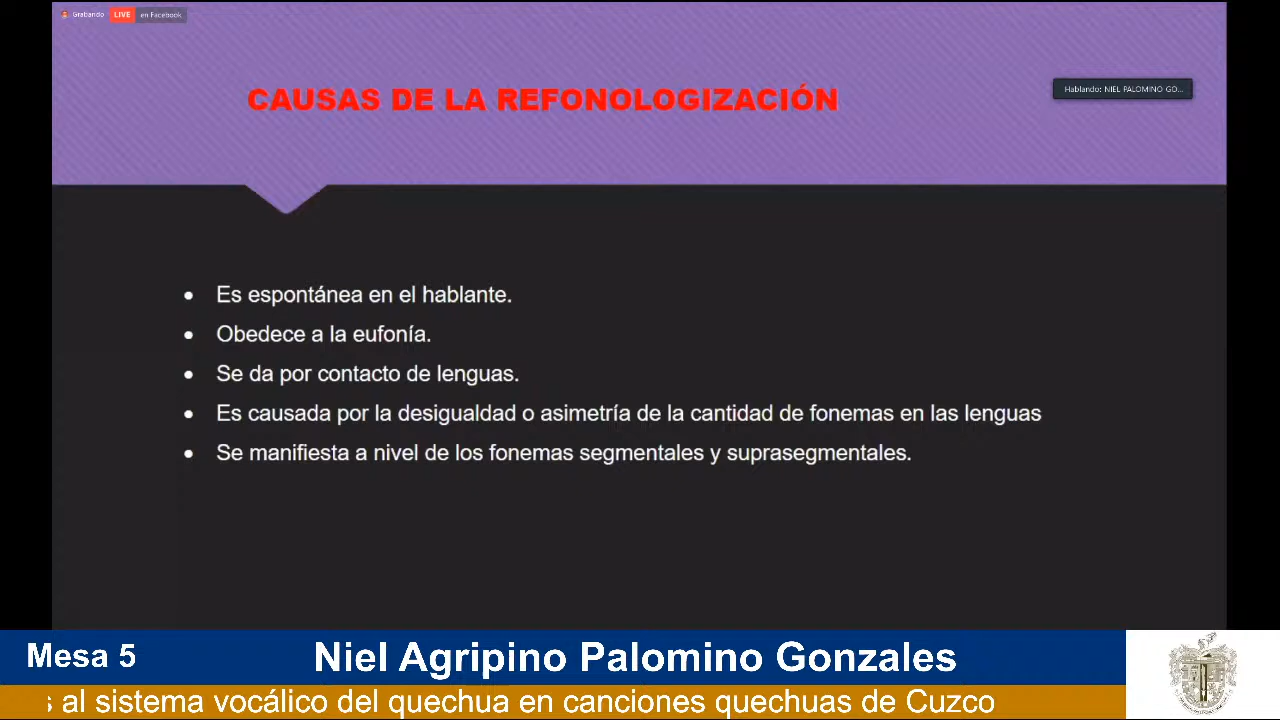 Grabando LIVE en Facebook
CAUSAS DE LA REFONOLOGIZACIÓN
Hablando: NIEL PALOMINO GO...
• Es espontánea en el hablante.
• Obedece a la eufonía.
• Se da por contacto de lenguas.
• Es causada por la desigualdad o asimetría de la cantidad de fonemas en las lenguas
• Se manifiesta a nivel de los fonemas segmentales y suprasegmentales.
Mesa 5 Niel Agripino Palomino Gonzales
s al sistema vocálico del quechua en canciones quechuas de Cuzco